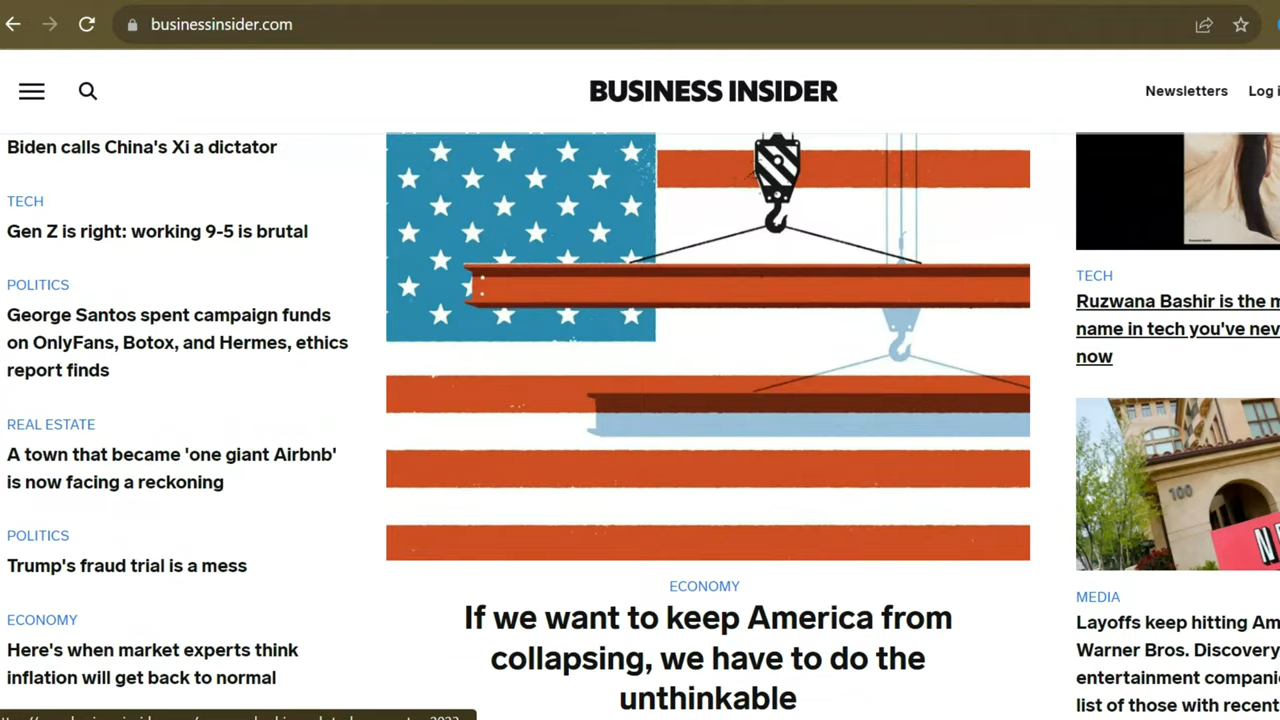 businessinsider.com
BUSINESS INSIDER
Newsletters
Log i
Biden calls China's Xi a dictator
TECH
Gen Z is right: working 9-5 is brutal
POLITICS
George Santos spent campaign funds
on OnlyFans, Botox, and Hermes, ethics
report finds
REAL ESTATE
A town that became 'one giant Airbnb'
is now facing a reckoning
POLITICS
Trump's fraud trial is a mess
ECONOMY
Here's when market experts think
inflation will get back to normal
ECONOMY
If we want to keep America from
collapsing, we have to do the
unthinkable
TECH
Ruzwana Bashir is the m
name in tech you've nev
now
100
N
MEDIA
Layoffs keep hitting Am
Warner Bros. Discovery
entertainment compani
list of those with recent